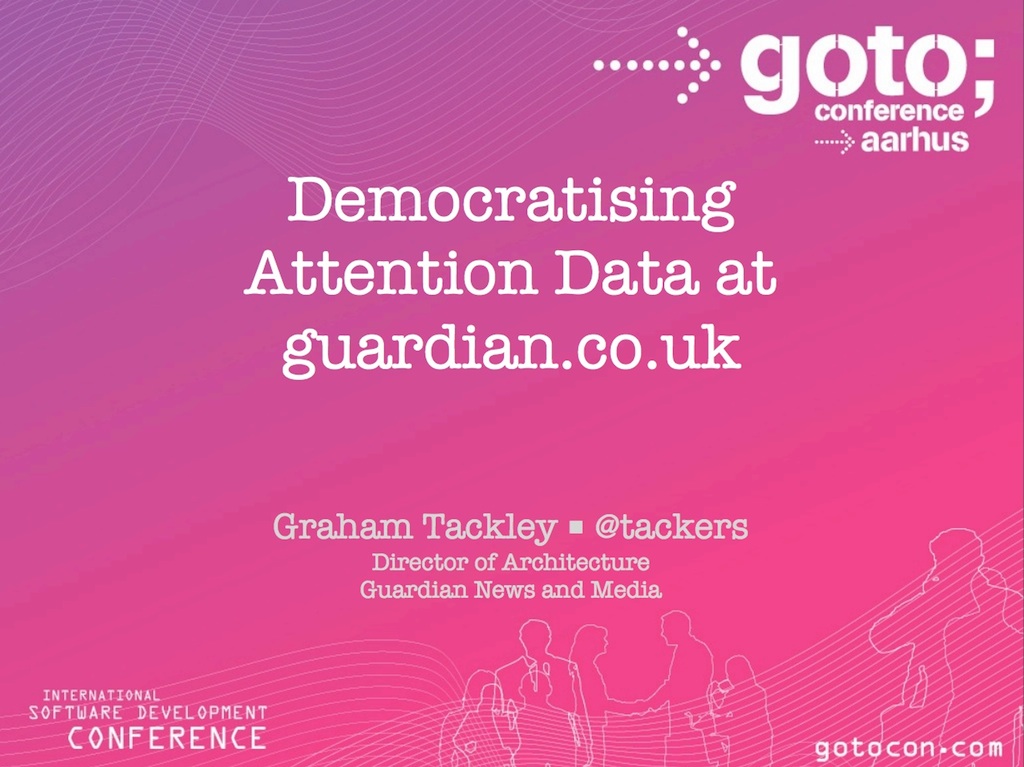 goto;
conference
aarhus
Democratising
Attention Data at
guardian.co.uk
Graham Tackley ▪ @tackers
Director of Architecture
Guardian News and Media
INTERNATIONAL
SOFTWARE DEVELOPMENT
CONFERENCE
gotocon.com